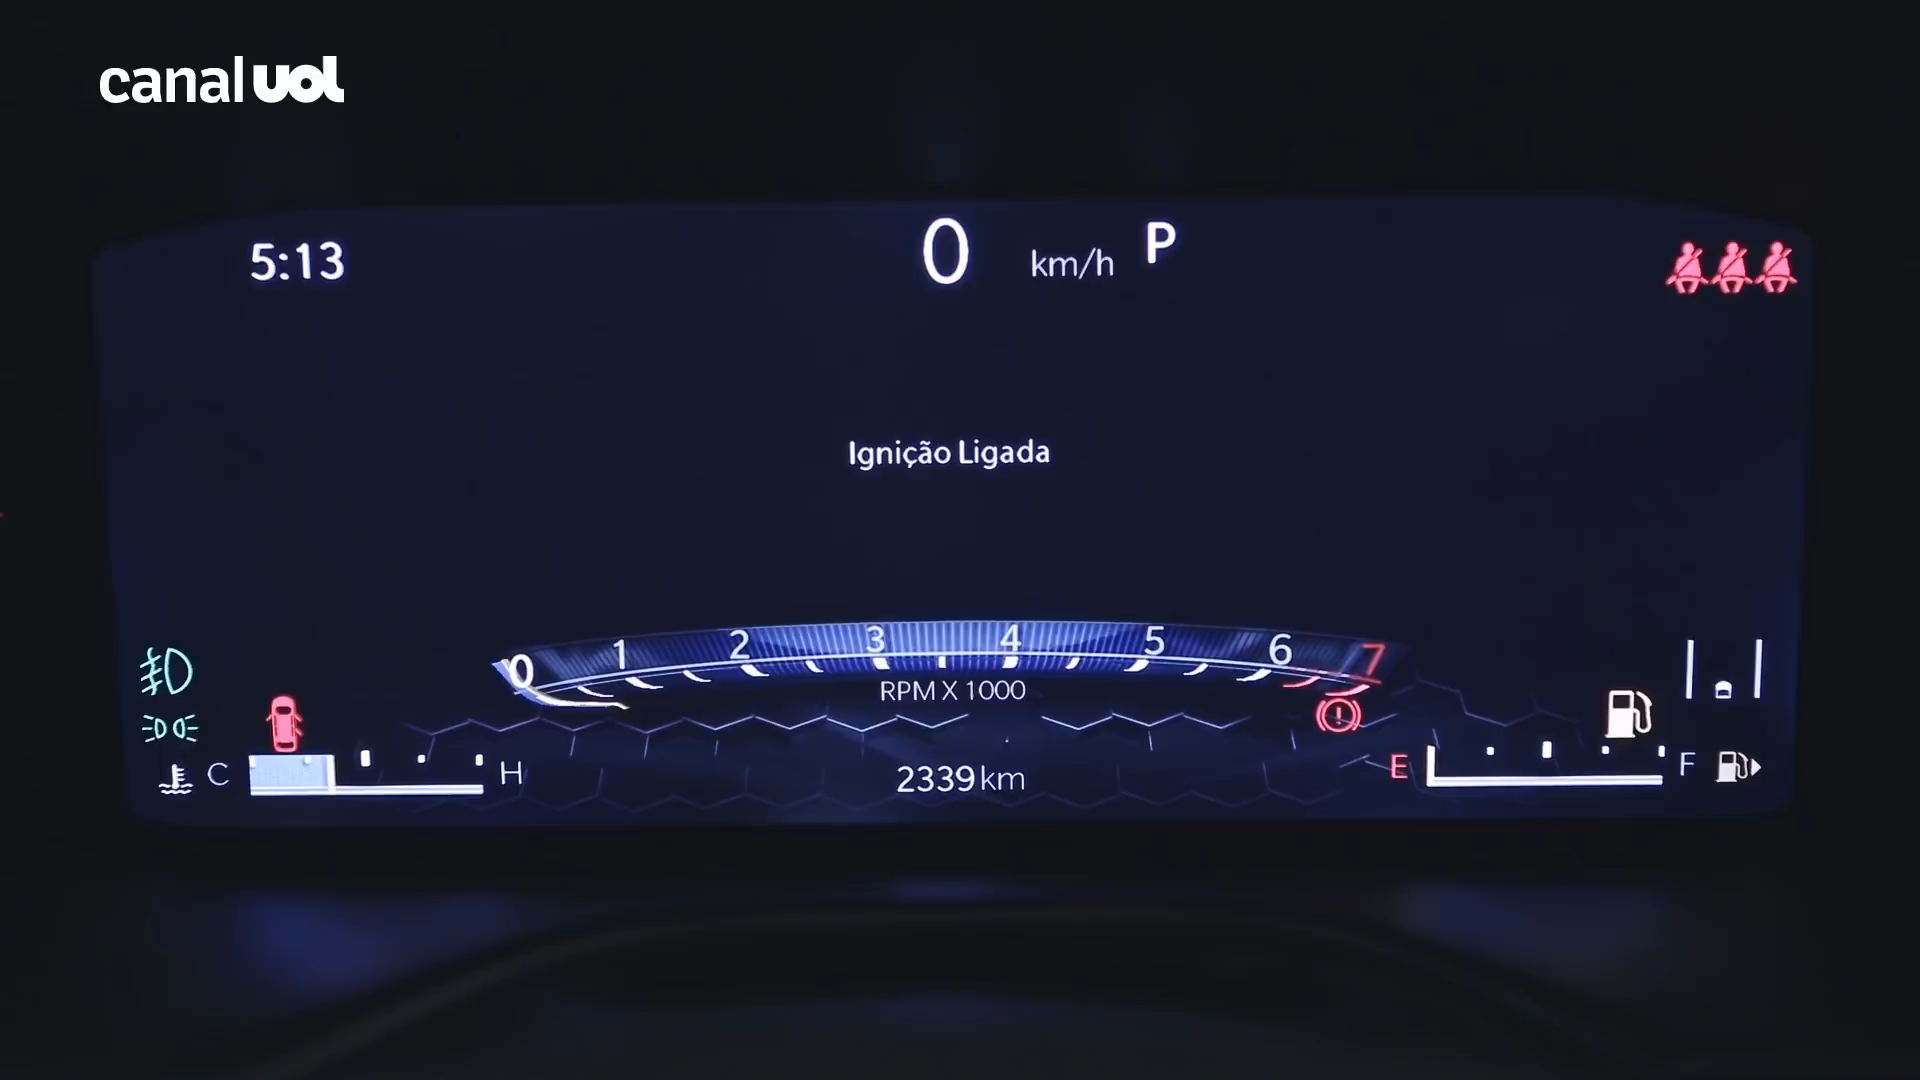 canal uol
5:13
0 km/h P
Ignição Ligada
0 1 2 3 4 5 6 7
RPM X 1000
C H
2339 km
E F